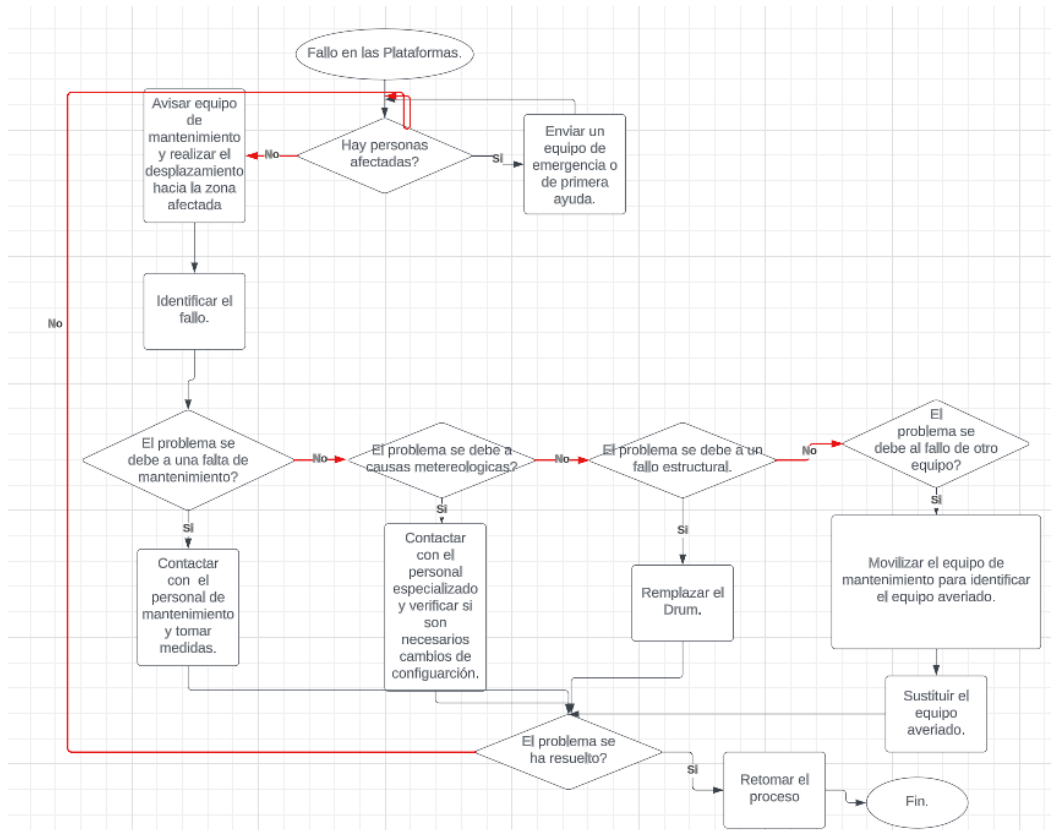 Fallo en las Plataformas.
Avisar equipo
de
mantenimiento
y realizar el
desplazamiento
hacia la zona
afectada
No
Hay personas
afectadas?
Si
Enviar un
equipo de
emergencia o
de primera
ayuda.
Identificar el
fallo.
No
El problema se
debe a una falta de
mantenimiento?
No
El problema se debe a
causas metereologicas?
No
El problema se debe a un
fallo estructural.
No
El
problema se
debe al fallo de otro
equipo?
Si
Si
Si
Si
Contactar
con el
personal de
mantenimiento
y tomar
medidas.
Contactar
con el
personal
especializado
y verificar si
son
necesarios
cambios de
configuarción.
Remplazar el
Drum.
Movilizar el equipo de
mantenimiento para identificar
el equipo averiado.
Sustituir el
equipo
averiado.
El problema se
ha resuelto?
Si
Retomar el
proceso
Fin.